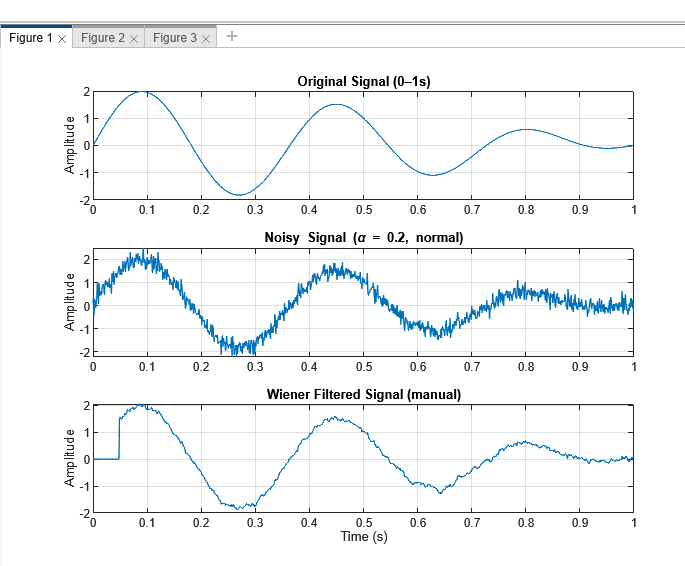 Figure 1 × Figure 2 × Figure 3 × +
Original Signal (0–1s)
Amplitude
2
1
0
-1
-2
0 0.1 0.2 0.3 0.4 0.5 0.6 0.7 0.8 0.9 1
Noisy Signal (α = 0.2, normal)
Amplitude
2
1
0
-1
-2
0 0.1 0.2 0.3 0.4 0.5 0.6 0.7 0.8 0.9 1
Wiener Filtered Signal (manual)
Amplitude
2
1
0
-1
-2
0 0.1 0.2 0.3 0.4 0.5 0.6 0.7 0.8 0.9 1
Time (s)